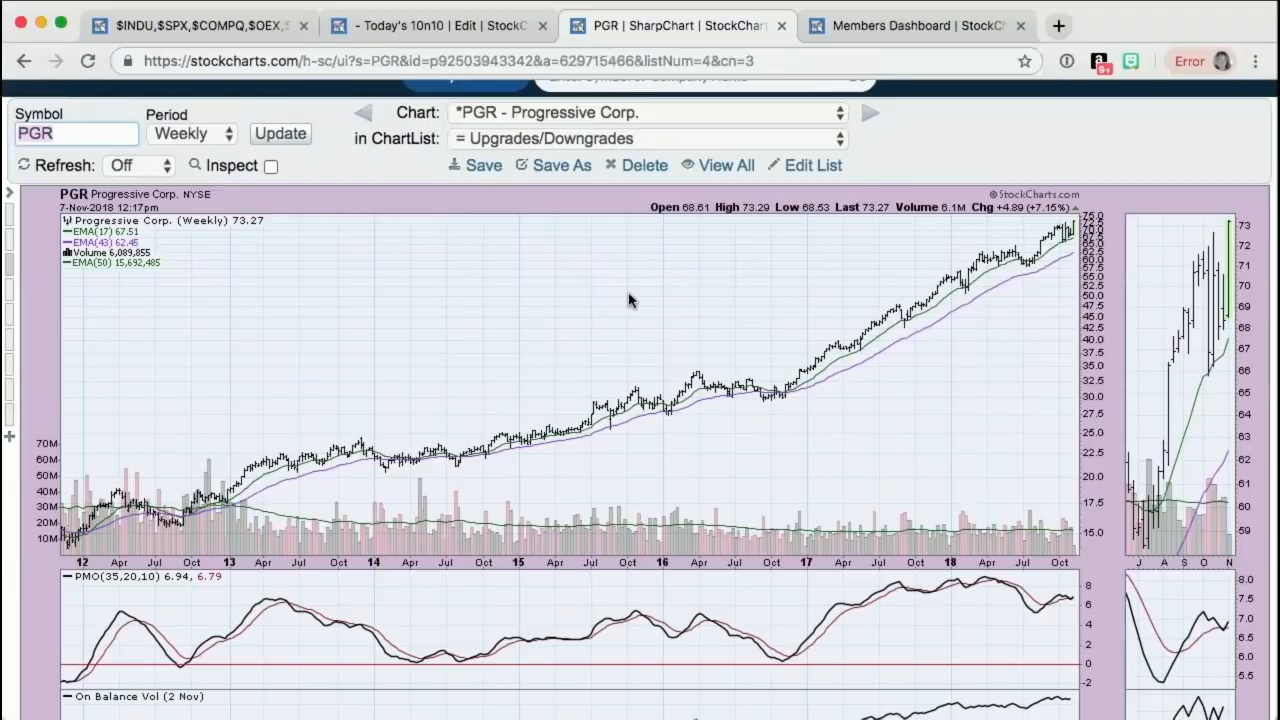 $INDU,$SPX,$COMPQ,$OEX,$
- Today's 10n10 | Edit | StockC
PGR | SharpChart | StockChar
Members Dashboard | StockC
https://stockcharts.com/h-sc/ui?s=PGR&id=p92503943342&a=629715466&listNum=4&cn=3
9+
Error
Symbol
Period
PGR
Weekly
Update
Chart: *PGR - Progressive Corp.
in ChartList: = Upgrades/Downgrades
Refresh: Off Inspect
Save Save As Delete View All Edit List
PGR Progressive Corp. NYSE
© StockCharts.com
7-Nov-2018 12:17pm
Open 68.61 High 73.29 Low 68.53 Last 73.27 Volume 6.1M Chg +4.89 (+7.15%)
Progressive Corp. (Weekly) 73.27
EMA(17) 67.51
EMA(43) 62.45
Volume 6,089,855
EMA(50) 15,692,485
75.0
72.5
70.0
67.5
65.0
62.5
60.0
57.5
55.0
52.5
50.0
47.5
45.0
42.5
40.0
37.5
35.0
32.5
30.0
27.5
25.0
22.5
20.0
17.5
15.0
70M
60M
50M
40M
30M
20M
10M
73
72
71
70
69
68
67
66
65
64
63
62
61
60
59
12 Apr Jul Oct 13 Apr Jul Oct 14 Apr Jul Oct 15 Apr Jul Oct 16 Apr Jul Oct 17 Apr Jul Oct 18 Apr Jul Oct
J A S O N
PMO(35,20,10) 6.94, 6.79
8
6
4
2
0
-2
8.0
7.5
7.0
6.5
6.0
5.5
On Balance Vol (2 Nov)